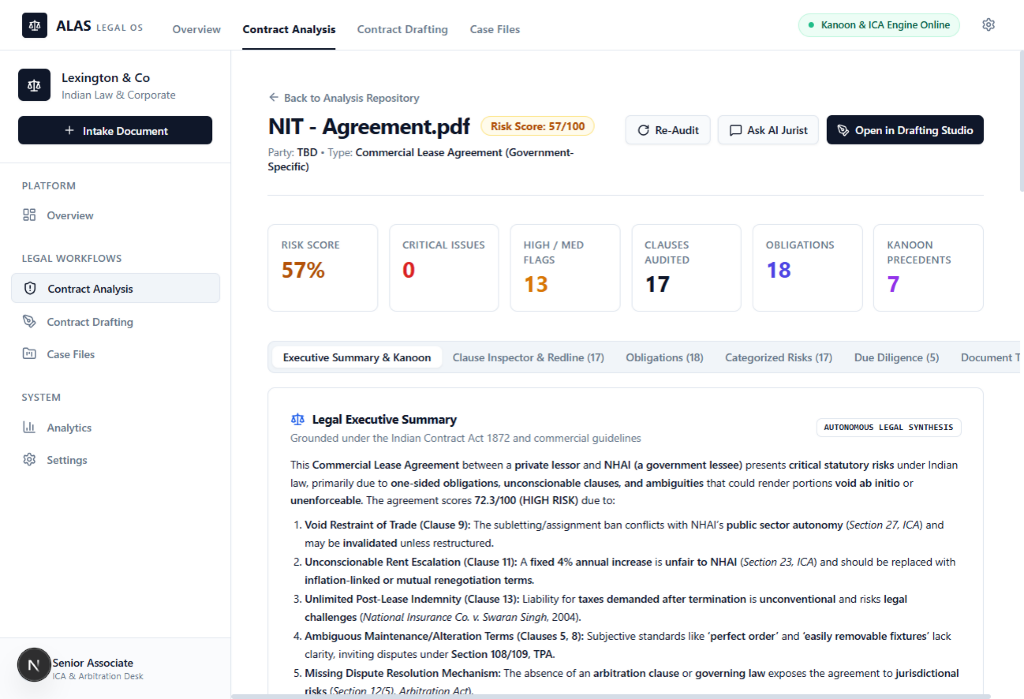 ALAS LEGAL OS
Overview
Contract Analysis
Contract Drafting
Case Files
Kanoon & ICA Engine Online
Lexington & Co
Indian Law & Corporate
+ Intake Document
PLATFORM
Overview
LEGAL WORKFLOWS
Contract Analysis
Contract Drafting
Case Files
SYSTEM
Analytics
Settings
N
Senior Associate
ICA & Arbitration Desk
← Back to Analysis Repository
NIT - Agreement.pdf
Risk Score: 57/100
Re-Audit
Ask AI Jurist
Open in Drafting Studio
Party: TBD • Type: Commercial Lease Agreement (Government-
Specific)
RISK SCORE
57%
CRITICAL ISSUES
0
HIGH / MED
FLAGS
13
CLAUSES
AUDITED
17
OBLIGATIONS
18
KANOON
PRECEDENTS
7
Executive Summary & Kanoon
Clause Inspector & Redline (17)
Obligations (18)
Categorized Risks (17)
Due Diligence (5)
Document T
Legal Executive Summary
Grounded under the Indian Contract Act 1872 and commercial guidelines
AUTONOMOUS LEGAL SYNTHESIS
This Commercial Lease Agreement between a private lessor and NHAI (a government lessee) presents critical statutory risks under Indian
law, primarily due to one-sided obligations, unconscionable clauses, and ambiguities that could render portions void ab initio or
unenforceable. The agreement scores 72.3/100 (HIGH RISK) due to:
1. Void Restraint of Trade (Clause 9): The subletting/assignment ban conflicts with NHAI's public sector autonomy (Section 27, ICA) and
may be invalidated unless restructured.
2. Unconscionable Rent Escalation (Clause 11): A fixed 4% annual increase is unfair to NHAI (Section 23, ICA) and should be replaced with
inflation-linked or mutual renegotiation terms.
3. Unlimited Post-Lease Indemnity (Clause 13): Liability for taxes demanded after termination is unconventional and risks legal
challenges (National Insurance Co. v. Swaran Singh, 2004).
4. Ambiguous Maintenance/Alteration Terms (Clauses 5, 8): Subjective standards like 'perfect order' and 'easily removable fixtures' lack
clarity, inviting disputes under Section 108/109, TPA.
5. Missing Dispute Resolution Mechanism: The absence of an arbitration clause or governing law exposes the agreement to jurisdictional
risks (Section 12(5), Arbitration Act).